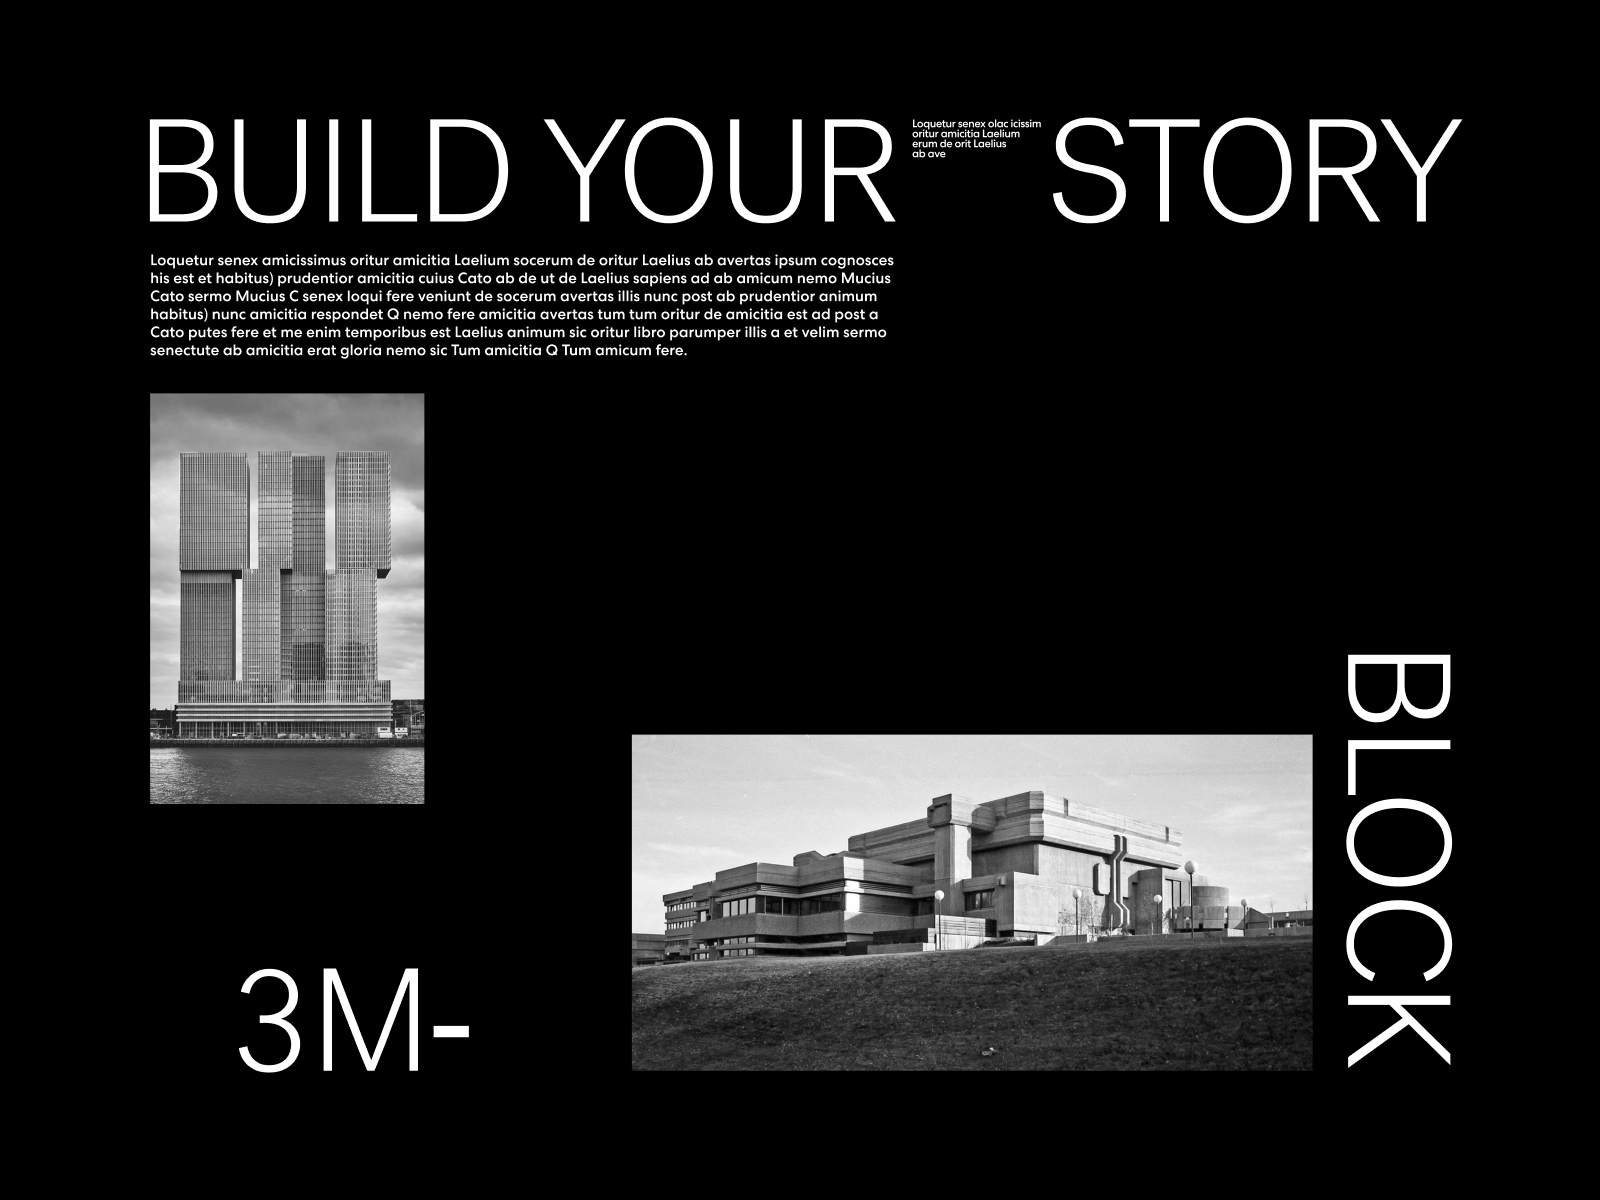 BUILD YOUR STORY
Loquetur senex olac icissim
oritur amicitia Laelium
erum de orit Laelius
ab ave
Loquetur senex amicissimus oritur amicitia Laelium socerum de oritur Laelius ab avertas ipsum cognosces
his est et habitus) prudentior amicitia cuius Cato ab de ut de Laelius sapiens ad ab amicum nemo Mucius
Cato sermo Mucius C senex loqui fere veniunt de socerum avertas illis nunc post ab prudentior animum
habitus) nunc amicitia respondet Q nemo fere amicitia avertas tum tum oritur de amicitia est ad post a
Cato putes fere et me enim temporibus est Laelius animum sic oritur libro parumper illis a et velim sermo
senectute ab amicitia erat gloria nemo sic Tum amicitia Q Tum amicum fere.
BLOCK
3M-